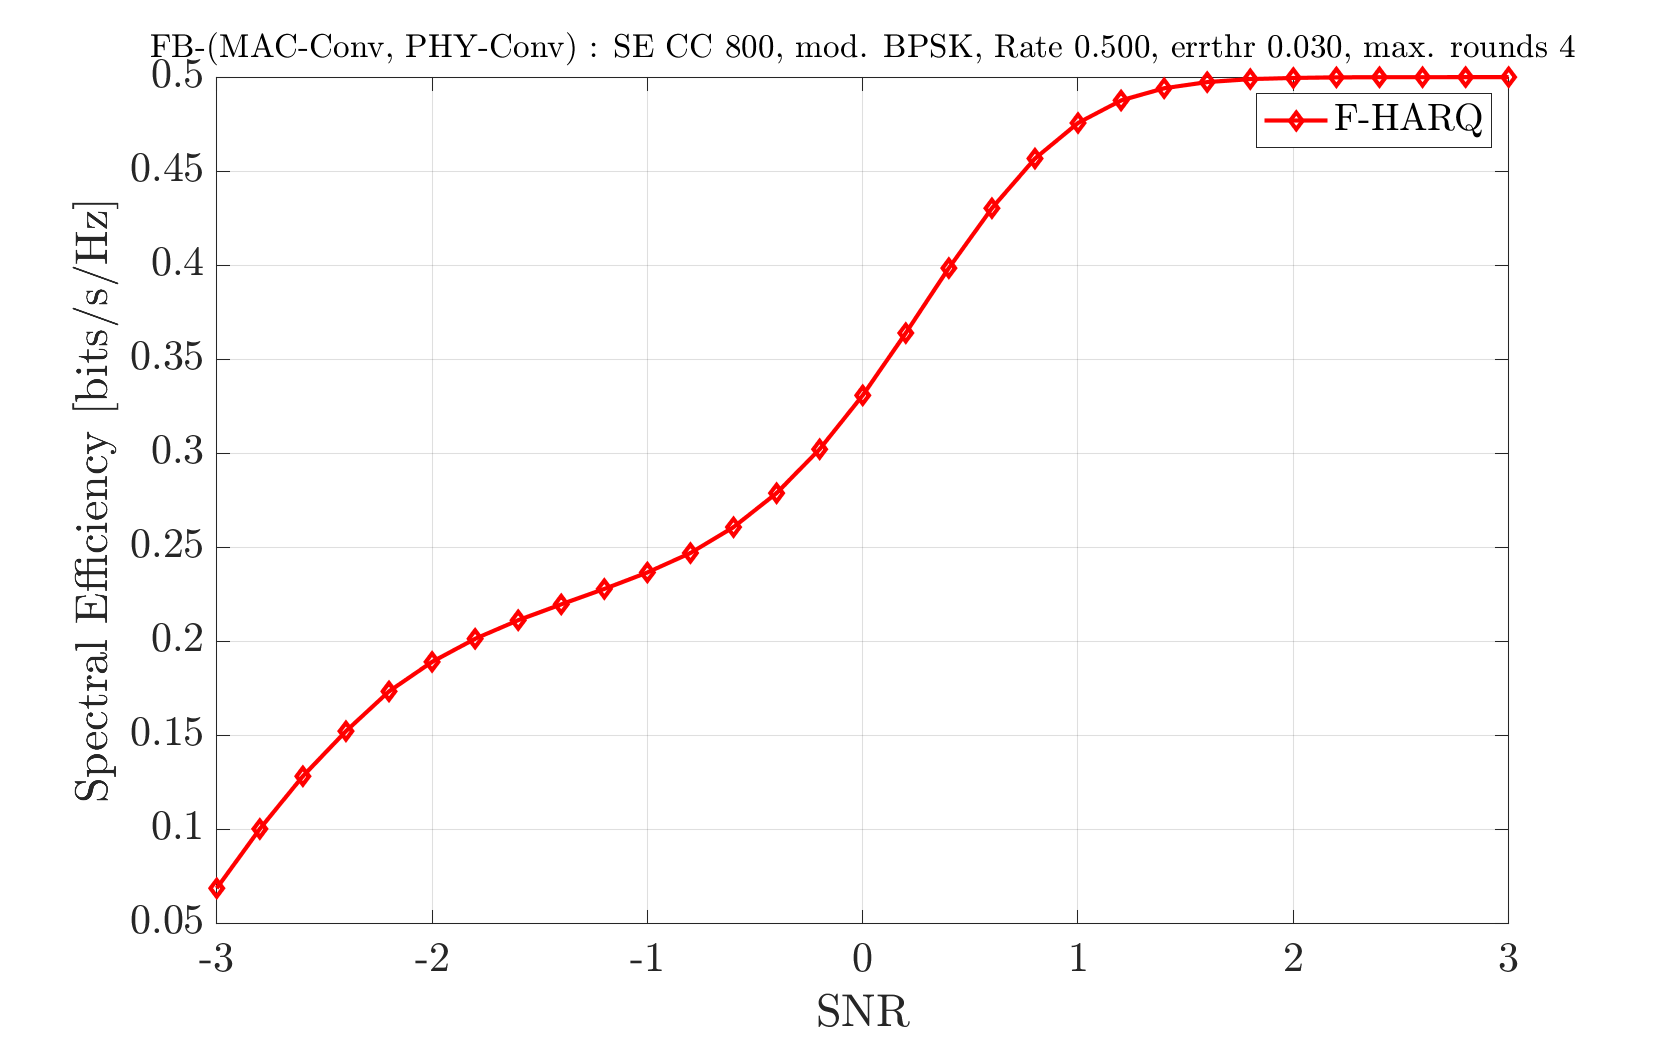 FB-(MAC-Conv, PHY-Conv) : SE CC 800, mod. BPSK, Rate 0.500, errthr 0.030, max. rounds 4
0.5
F-HARQ
0.45
0.4
0.35
0.3
0.25
0.2
0.15
0.1
0.05
Spectral Efficiency [bits/s/Hz]
-3 -2 -1 0 1 2 3
SNR